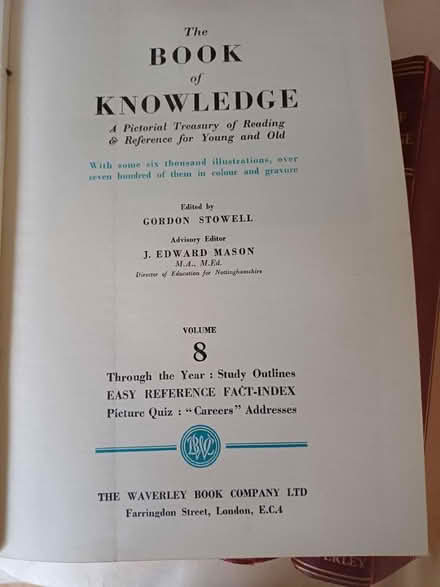 The
BOOK
of
KNOWLEDGE
A Pictorial Treasury of Reading
& Reference for Young and Old
With some six thousand illustrations, over
seven hundred of them in colour and gravure
Edited by
GORDON STOWELL
Advisory Editor
J. EDWARD MASON
M.A., M.Ed.
Director of Education for Nottinghamshire
VOLUME
8
Through the Year : Study Outlines
EASY REFERENCE FACT-INDEX
Picture Quiz : "Careers" Addresses
THE WAVERLEY BOOK COMPANY LTD
Farringdon Street, London, E.C.4
ERLEY